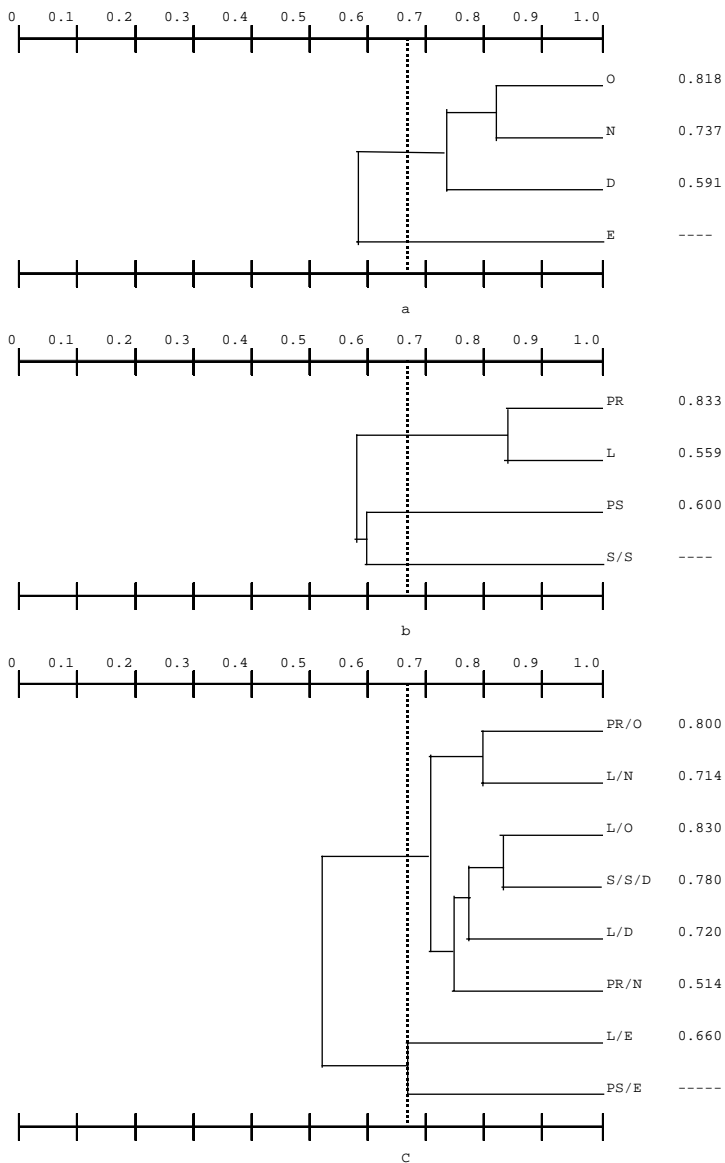 0 0.1 0.2 0.3 0.4 0.5 0.6 0.7 0.8 0.9 1.0
O 0.818
N 0.737
D 0.591
E ----
a
0 0.1 0.2 0.3 0.4 0.5 0.6 0.7 0.8 0.9 1.0
PR 0.833
L 0.559
PS 0.600
S/S ----
b
0 0.1 0.2 0.3 0.4 0.5 0.6 0.7 0.8 0.9 1.0
PR/O 0.800
L/N 0.714
L/O 0.830
S/S/D 0.780
L/D 0.720
PR/N 0.514
L/E 0.660
PS/E -----
C